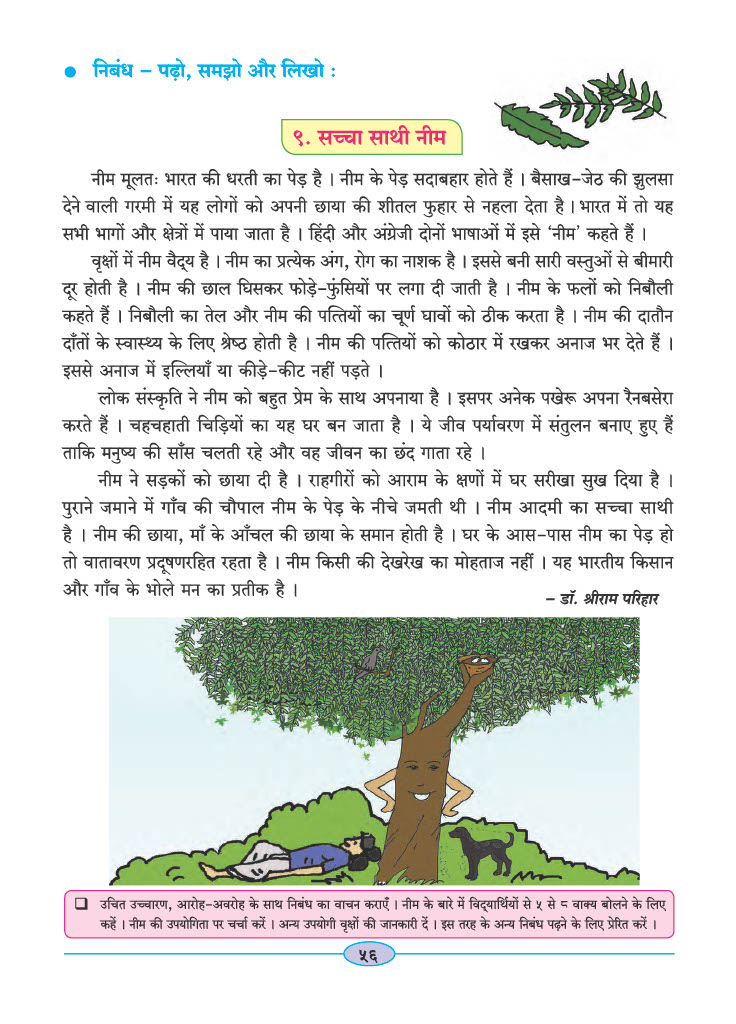 • निबंध – पढ़ो, समझो और लिखो :
९. सच्चा साथी नीम
नीम मूलतः भारत की धरती का पेड़ है । नीम के पेड़ सदाबहार होते हैं । बैसाख-जेठ की झुलसा
देने वाली गरमी में यह लोगों को अपनी छाया की शीतल फुहार से नहला देता है । भारत में तो यह
सभी भागों और क्षेत्रों में पाया जाता है । हिंदी और अंग्रेजी दोनों भाषाओं में इसे ‘नीम’ कहते हैं ।
वृक्षों में नीम वैद्‌य है । नीम का प्रत्येक अंग, रोग का नाशक है । इससे बनी सारी वस्तुओं से बीमारी
दूर होती है । नीम की छाल घिसकर फोड़े-फुंसियों पर लगा दी जाती है । नीम के फलों को निबौली
कहते हैं । निबौली का तेल और नीम की पत्तियों का चूर्ण घावों को ठीक करता है । नीम की दातौन
दाँतों के स्वास्थ्य के लिए श्रेष्ठ होती है । नीम की पत्तियों को कोठार में रखकर अनाज भर देते हैं ।
इससे अनाज में इल्लियाँ या कीड़े-कीट नहीं पड़ते ।
लोक संस्कृति ने नीम को बहुत प्रेम के साथ अपनाया है । इसपर अनेक पखेरू अपना रैनबसेरा
करते हैं । चहचहाती चिड़ियों का यह घर बन जाता है । ये जीव पर्यावरण में संतुलन बनाए हुए हैं
ताकि मनुष्य की साँस चलती रहे और वह जीवन का छंद गाता रहे ।
नीम ने सड़कों को छाया दी है । राहगीरों को आराम के क्षणों में घर सरीखा सुख दिया है ।
पुराने जमाने में गाँव की चौपाल नीम के पेड़ के नीचे जमती थी । नीम आदमी का सच्चा साथी
है । नीम की छाया, माँ के आँचल की छाया के समान होती है । घर के आस-पास नीम का पेड़ हो
तो वातावरण प्रदूषणरहित रहता है । नीम किसी की देखरेख का मोहताज नहीं । यह भारतीय किसान
और गाँव के भोले मन का प्रतीक है ।
– डॉ. श्रीराम परिहार
❑ उचित उच्चारण, आरोह-अवरोह के साथ निबंध का वाचन कराएँ । नीम के बारे में विद्‌यार्थियों से ५ से ८ वाक्य बोलने के लिए
कहें । नीम की उपयोगिता पर चर्चा करें । अन्य उपयोगी वृक्षों की जानकारी दें । इस तरह के अन्य निबंध पढ़ने के लिए प्रेरित करें ।
५६